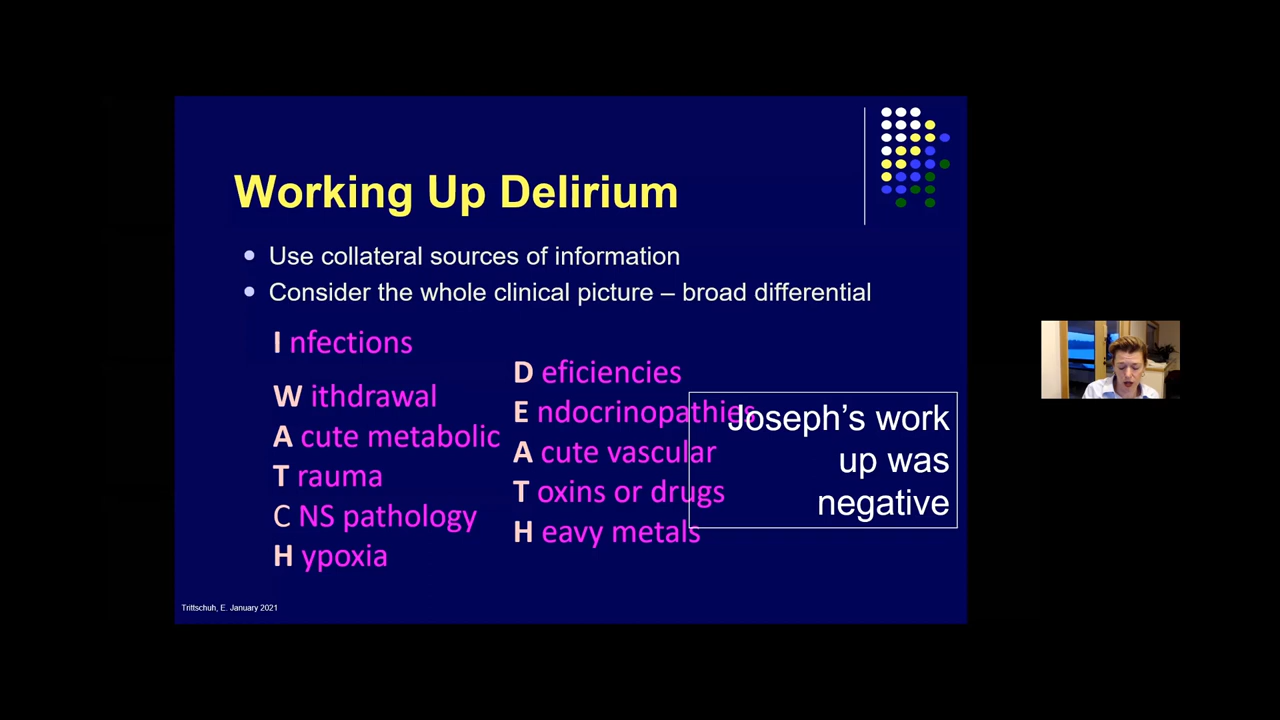 Working Up Delirium
Use collateral sources of information
Consider the whole clinical picture – broad differential
I nfections
W ithdrawal
A cute metabolic
T rauma
C NS pathology
H ypoxia
D eficiencies
E ndocrinopathies
A cute vascular
T oxins or drugs
H eavy metals
Joseph’s work
up was
negative
Trittschuh, E. January 2021